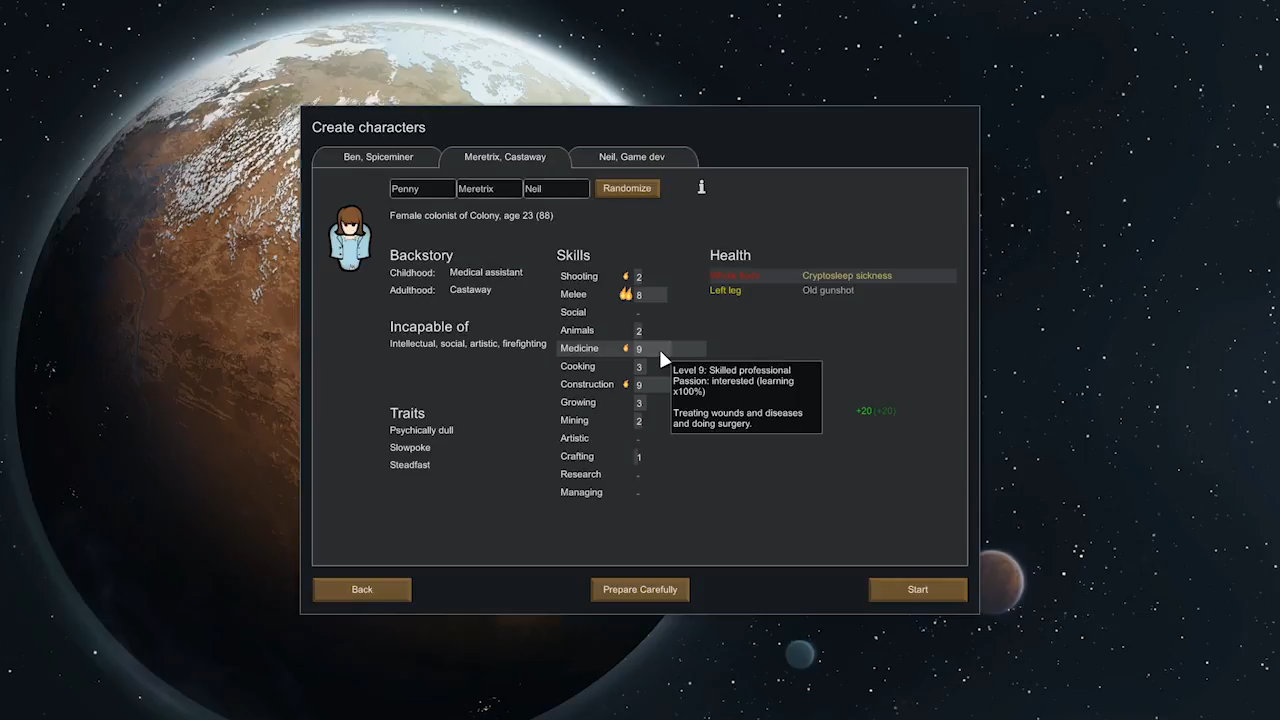 Create characters
Ben, Spiceminer
Meretrix, Castaway
Neil, Game dev
Penny
Meretrix
Neil
Randomize
Female colonist of Colony, age 23 (88)
Backstory
Childhood: Medical assistant
Adulthood: Castaway
Incapable of
Intellectual, social, artistic, firefighting
Traits
Psychically dull
Slowpoke
Steadfast
Skills
Shooting 2
Melee 8
Social -
Animals 2
Medicine 9
Cooking 3
Construction 9
Growing 3
Mining 2
Artistic -
Crafting 1
Research -
Managing -
Health
Whole body Cryptosleep sickness
Left leg Old gunshot
Level 9: Skilled professional
Passion: interested (learning
x100%)
Treating wounds and diseases
and doing surgery.
+20 (+20)
Back
Prepare Carefully
Start